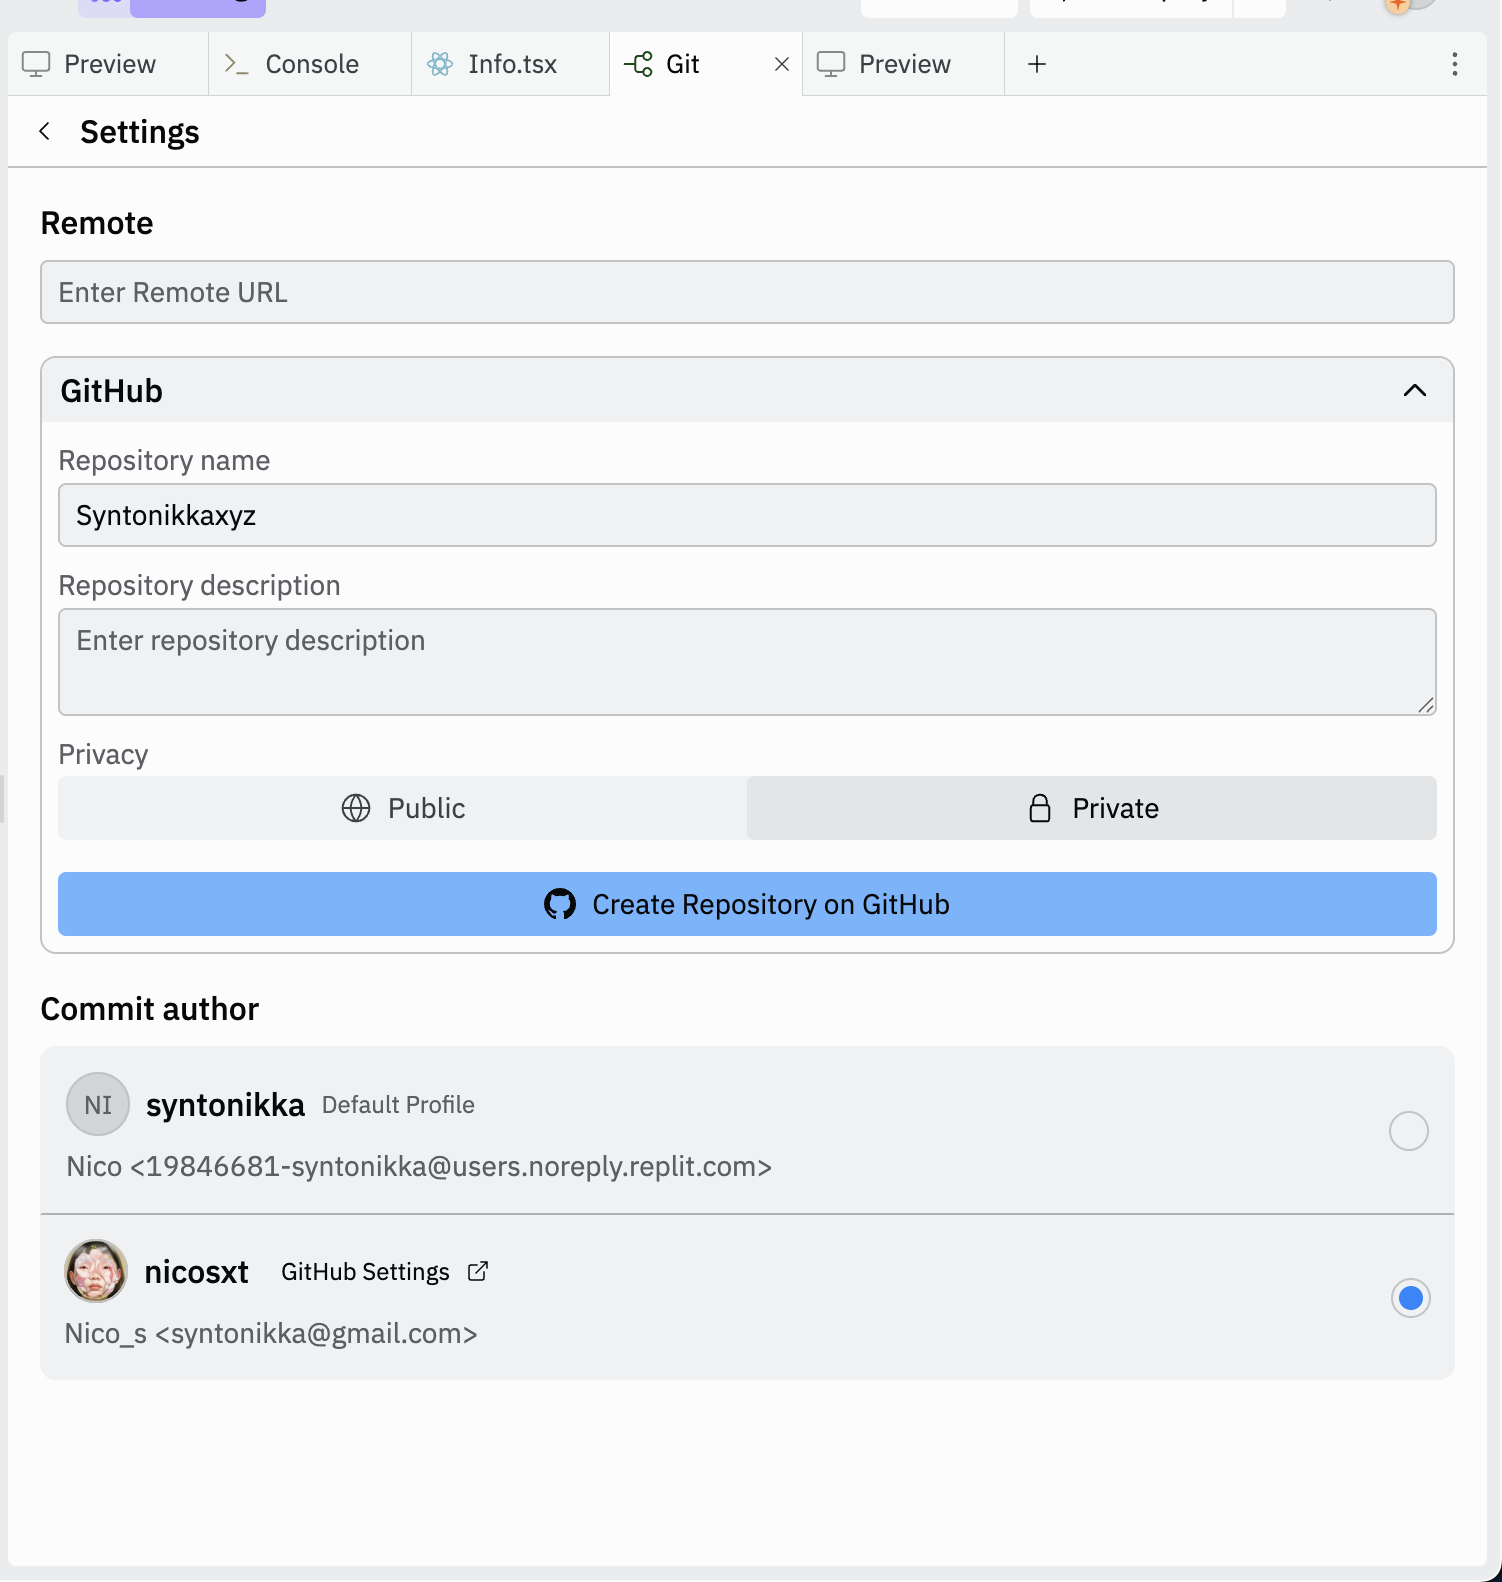 Preview
Console
Info.tsx
Git
Preview
Settings
Remote
Enter Remote URL
GitHub
Repository name
Syntonikkaxyz
Repository description
Enter repository description
Privacy
Public
Private
Create Repository on GitHub
Commit author
NI
syntonikka Default Profile
Nico <19846681-syntonikka@users.noreply.replit.com>
nicosxt GitHub Settings
Nico_s <syntonikka@gmail.com>